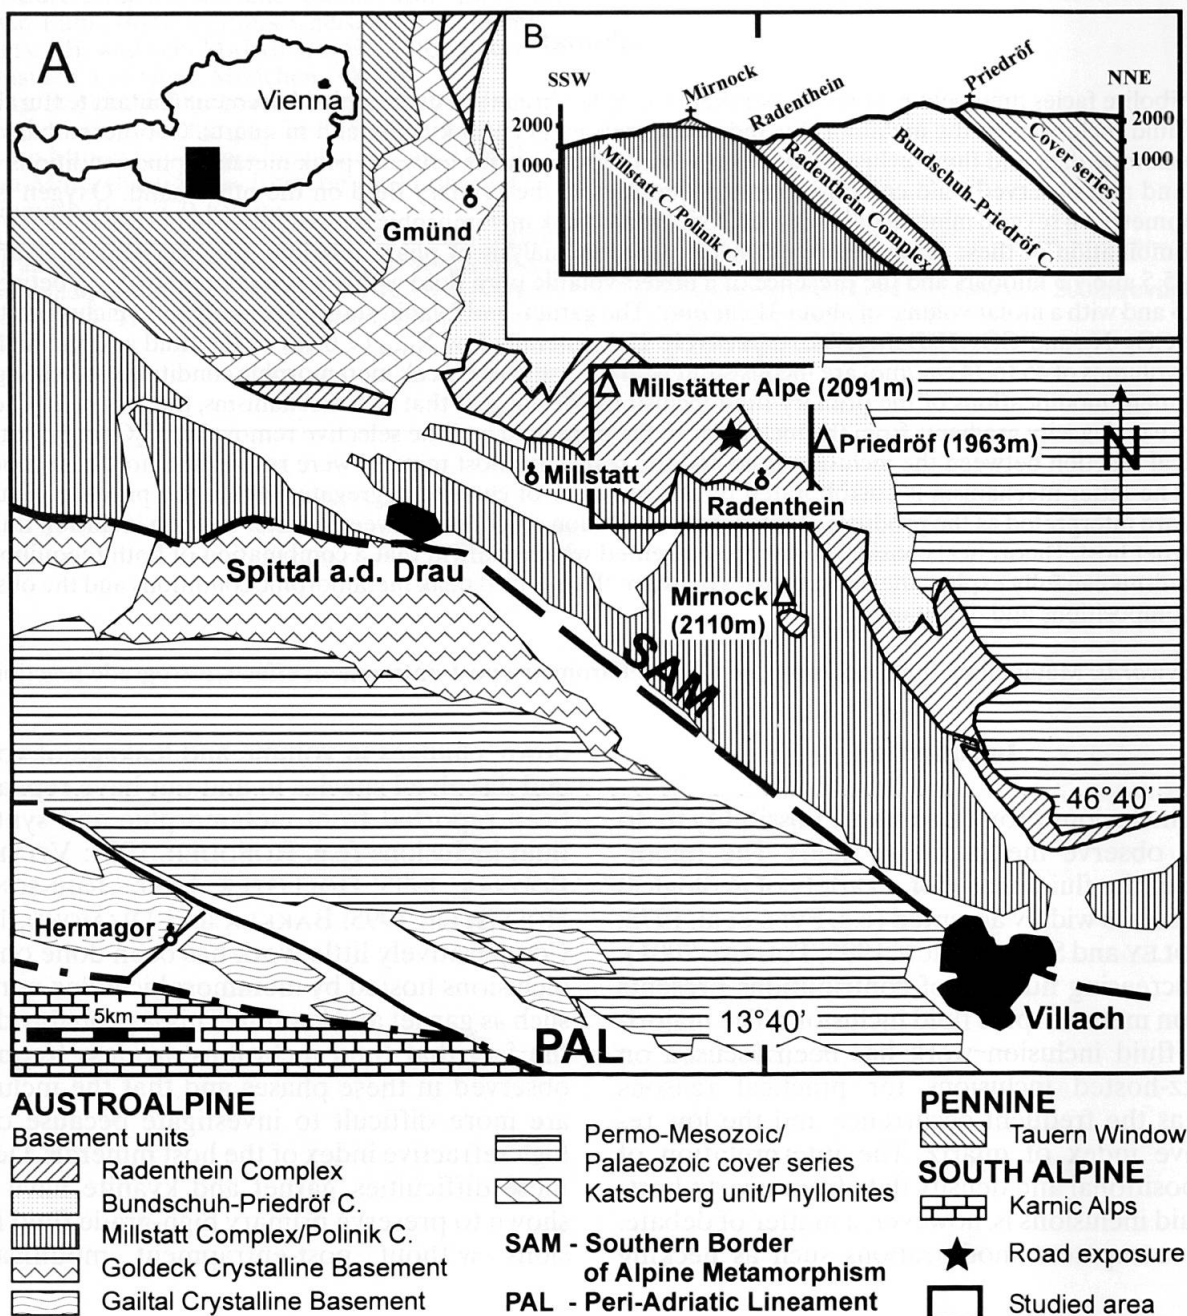 A
Vienna
B
SSW
Mirnock
Radenthein
Priedröf
NNE
2000
1000
2000
1000
Millstatt C./Polinik C.
Radenthein Complex
Bundschuh-Priedröf C.
Cover series
Gmünd
Millstätter Alpe (2091m)
Priedröf (1963m)
N
Millstatt
Radenthein
Spittal a.d. Drau
Mirnock
(2110m)
SAM
46°40'
Hermagor
5km
PAL
13°40'
Villach
AUSTROALPINE
Basement units
Radenthein Complex
Bundschuh-Priedröf C.
Millstatt Complex/Polinik C.
Goldeck Crystalline Basement
Gailtal Crystalline Basement
Permo-Mesozoic/
Palaeozoic cover series
Katschberg unit/Phyllonites
SAM - Southern Border
of Alpine Metamorphism
PAL - Peri-Adriatic Lineament
PENNINE
Tauern Window
SOUTH ALPINE
Karnic Alps
Road exposure
Studied area